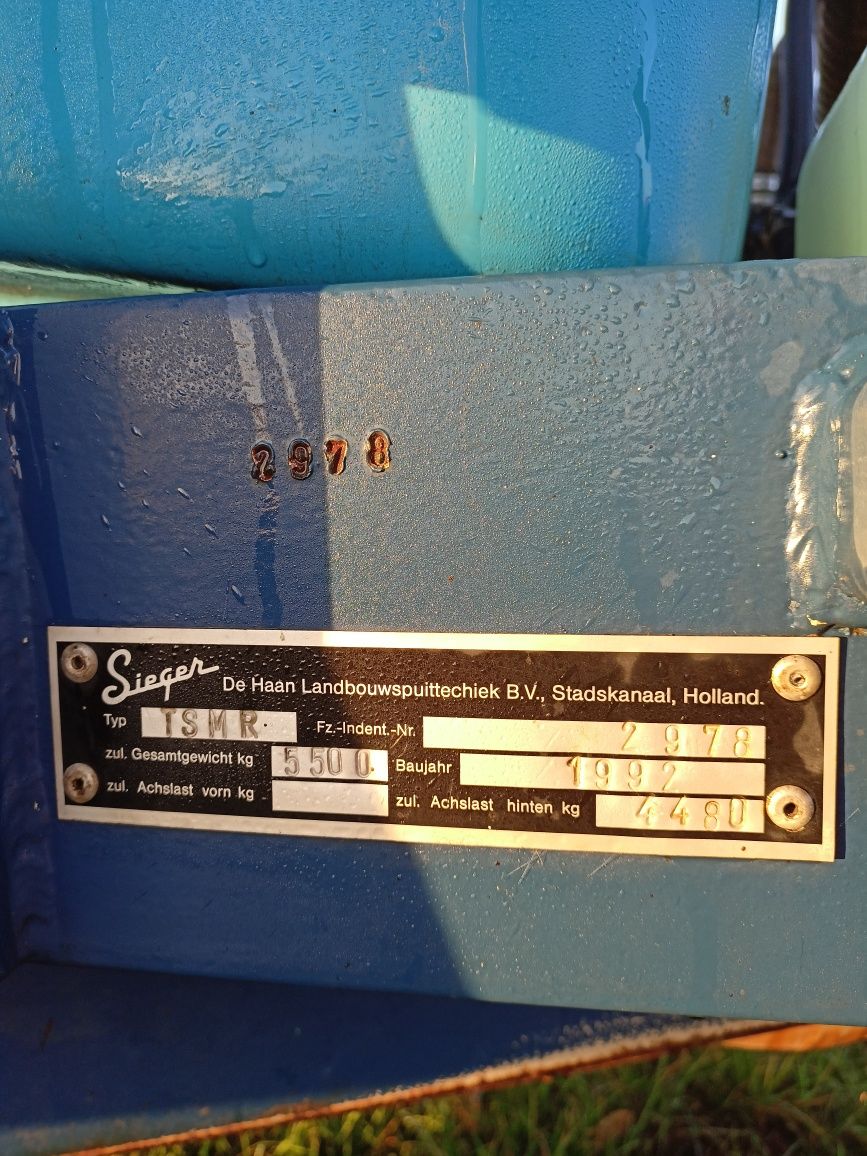 2978
Sieger De Haan Landbouwspuittechiek B.V., Stadskanaal, Holland.
Typ TSMR Fz.-Indent.-Nr. 2978
zul. Gesamtgewicht kg 5500 Baujahr 1992
zul. Achslast vorn kg zul. Achslast hinten kg 4480